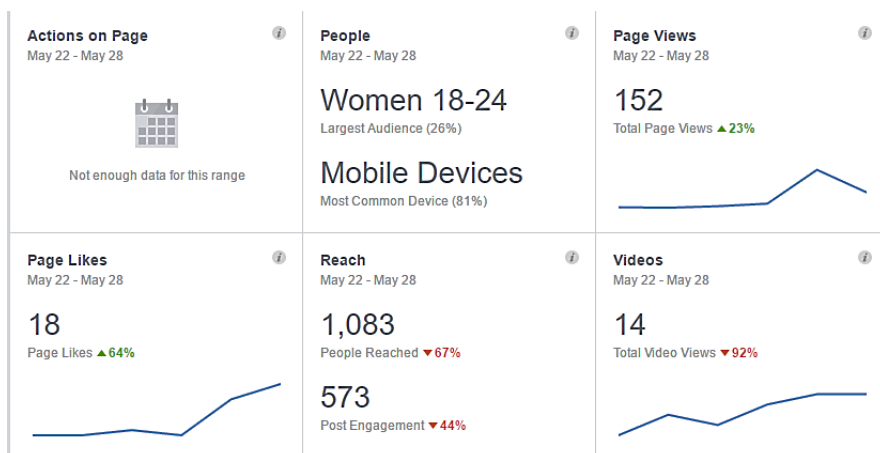 Actions on Page
May 22 - May 28
Not enough data for this range
People
May 22 - May 28
Women 18-24
Largest Audience (26%)
Mobile Devices
Most Common Device (81%)
Page Views
May 22 - May 28
152
Total Page Views ▲23%
Page Likes
May 22 - May 28
18
Page Likes ▲64%
Reach
May 22 - May 28
1,083
People Reached ▼67%
573
Post Engagement ▼44%
Videos
May 22 - May 28
14
Total Video Views ▼92%